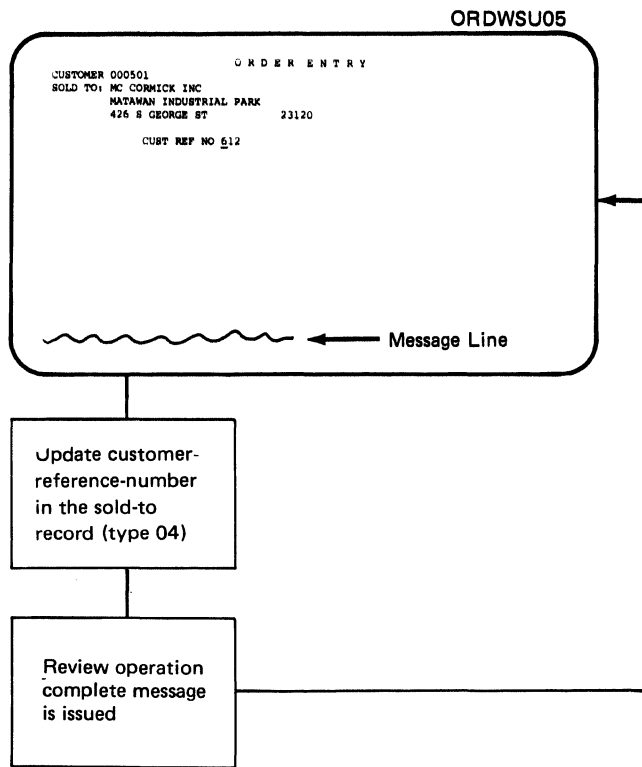 ORDWSU05
O R D E R  E N T R Y
CUSTOMER 000501
SOLD TO: MC CORMICK INC
MATAWAN INDUSTRIAL PARK
426 S GEORGE ST 23120
CUST REF NO 612
Message Line
Update customer-
reference-number
in the sold-to
record (type 04)
Review operation
complete message
is issued